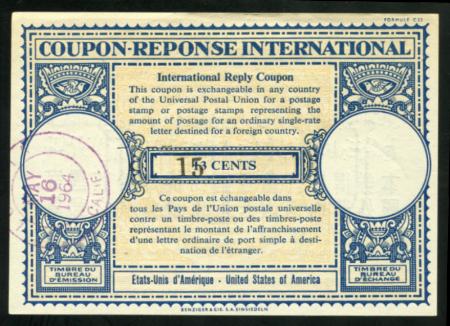 FORMULE C22
COUPON-REPONSE INTERNATIONAL
International Reply Coupon
This coupon is exchangeable in any country
of the Universal Postal Union for a postage
stamp or postage stamps representing the
amount of postage for an ordinary single-rate
letter destined for a foreign country.
15 CENTS
Ce coupon est échangeable dans
tous les Pays de l'Union postale universelle
contre un timbre-poste ou des timbres-poste
représentant le montant de l'affranchissement
d'une lettre ordinaire de port simple à desti-
nation de l'étranger.
MAY
16
1964
CALIF.
TIMBRE DU
BUREAU
D'ÉMISSION
Etats-Unis d'Amérique - United States of America
TIMBRE DU
BUREAU
D'ÉCHANGE
BENZIGER & CIE. S.A. EINSIEDELN